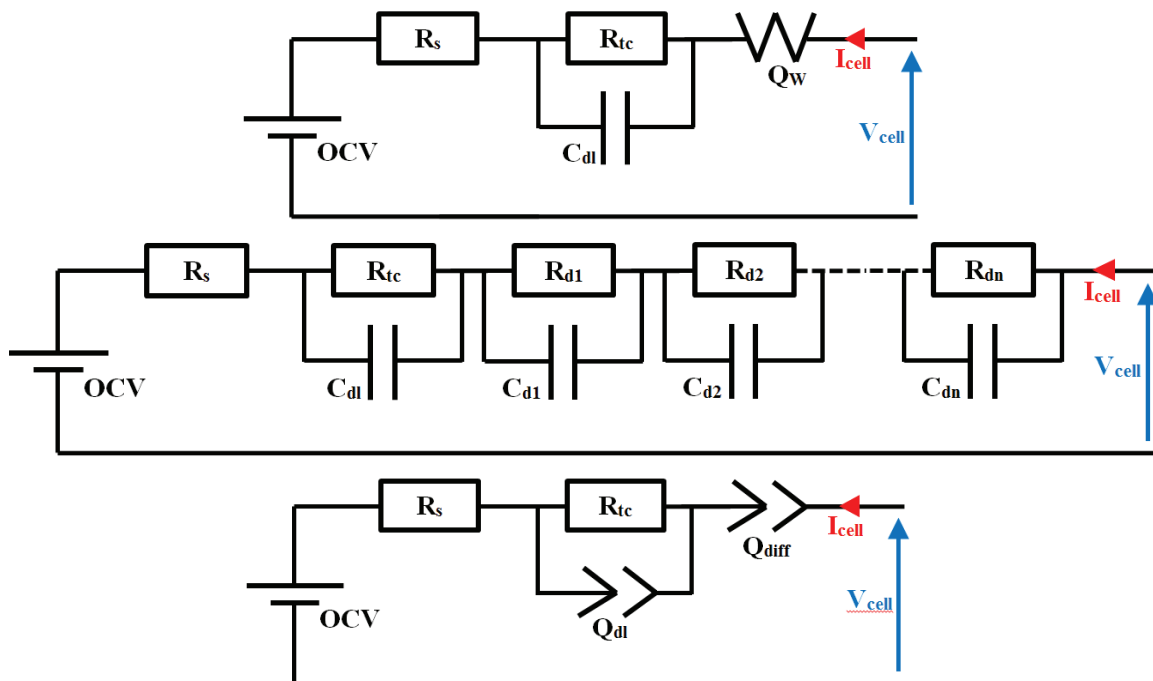 Rs Rtc
QW Icell
Vcell
OCV Cdl
Rs Rtc Rd1 Rd2 Rdn
Icell
OCV Cdl Cd1 Cd2 Cdn Vcell
Rs Rtc
Qdiff Icell
OCV Qdl Vcell